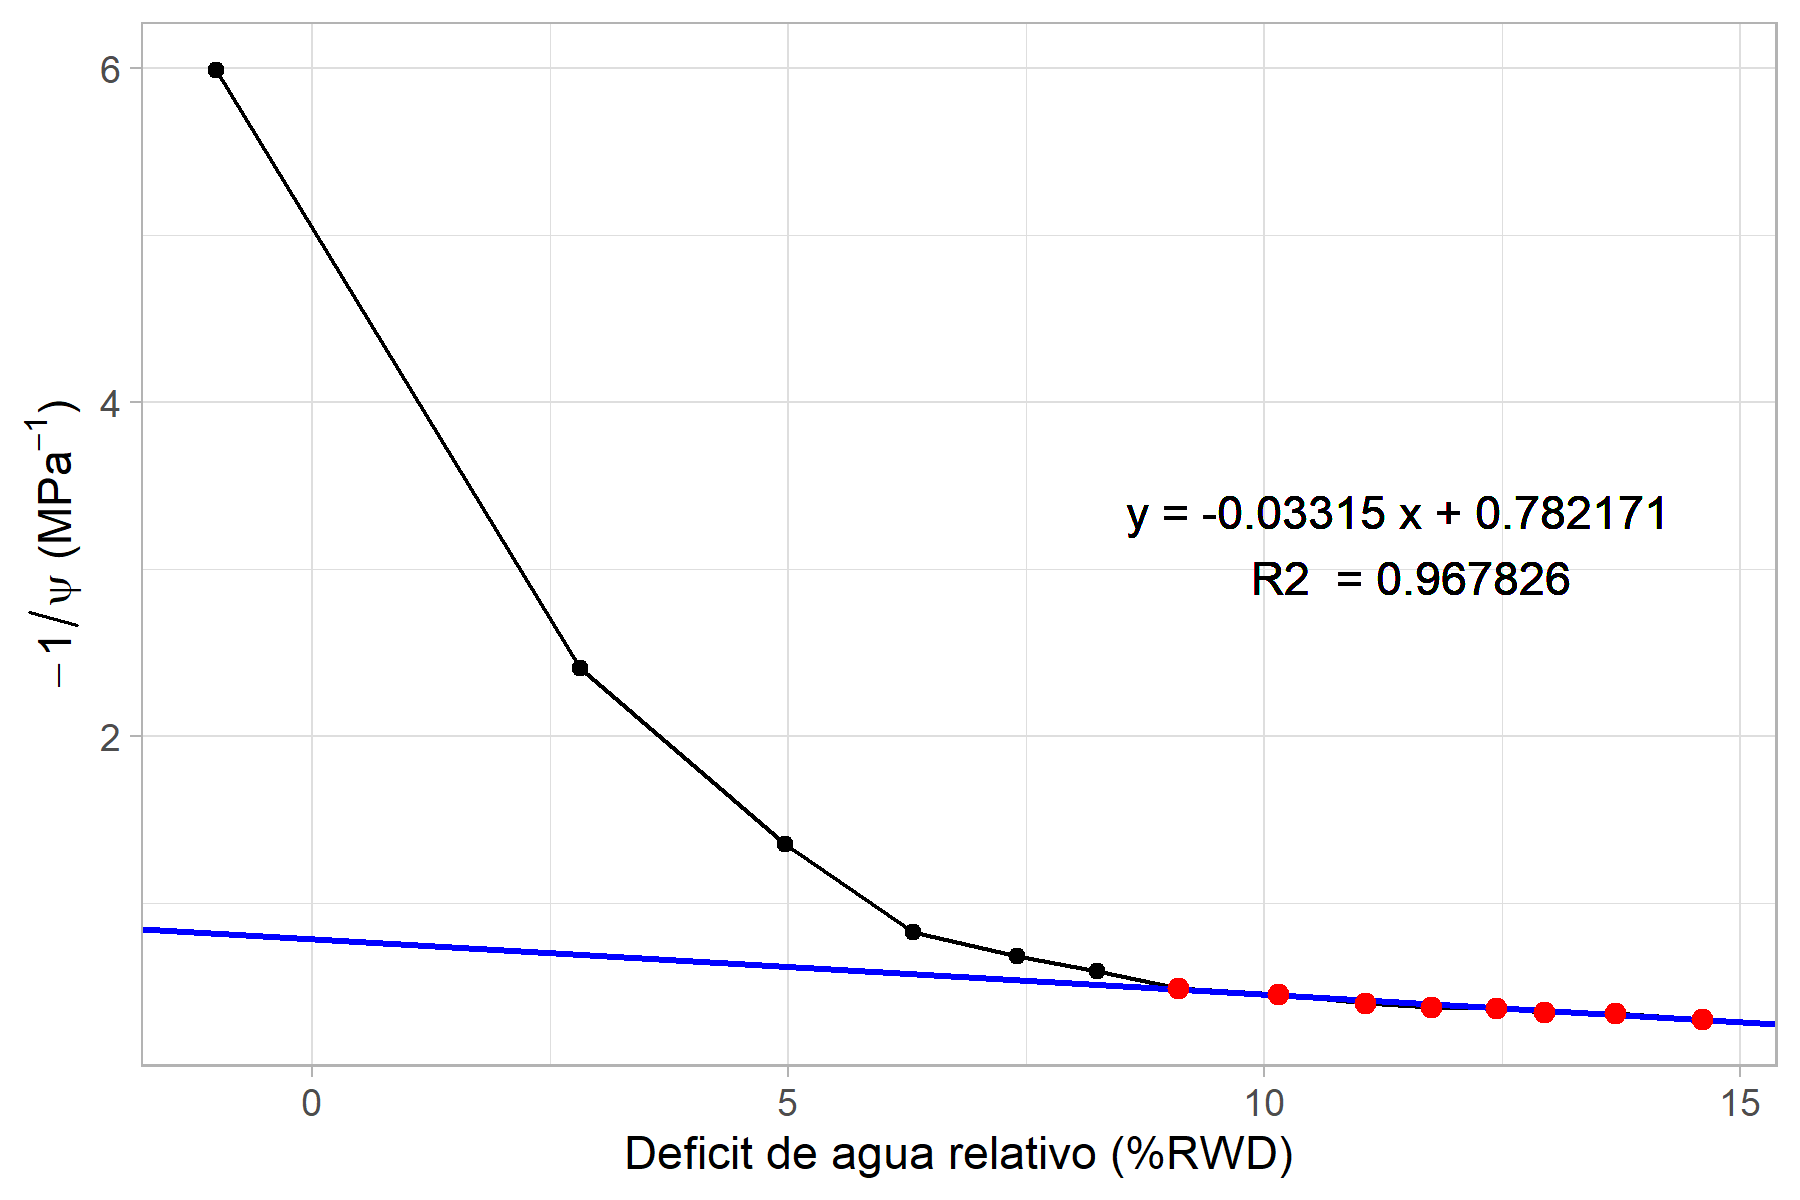 6
4
2
−1/ψ (MPa⁻¹)
y = -0.03315 x + 0.782171
R2  = 0.967826
0 5 10 15
Deficit de agua relativo (%RWD)